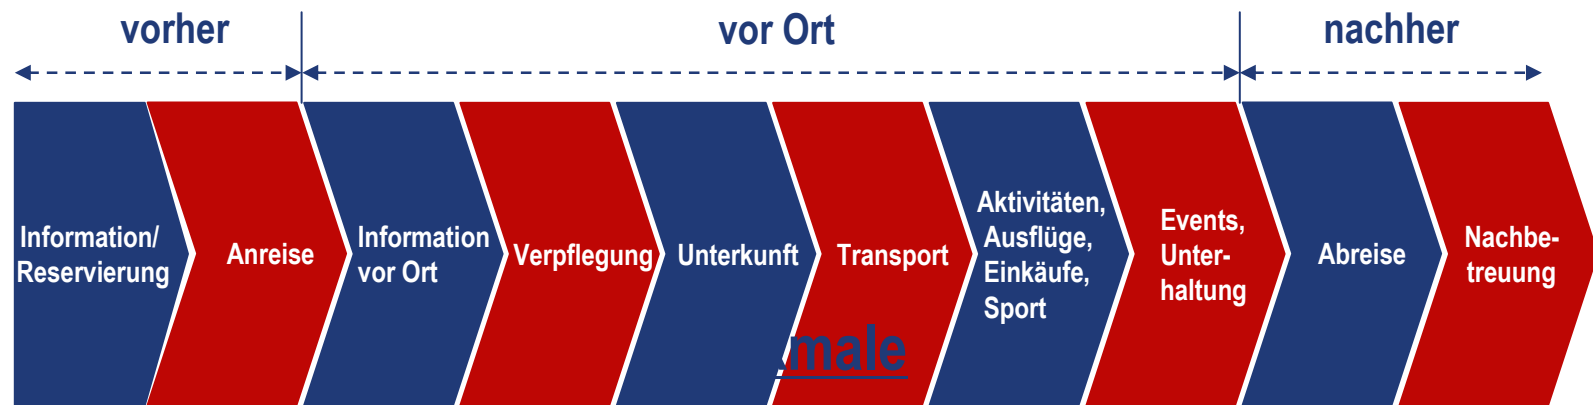 vorher
vor Ort
nachher
Information/
Reservierung
Anreise
Information
vor Ort
Verpflegung
Unterkunft
Transport
Aktivitäten,
Ausflüge,
Einkäufe,
Sport
Events,
Unter-
haltung
Abreise
Nachbe-
treuung
male